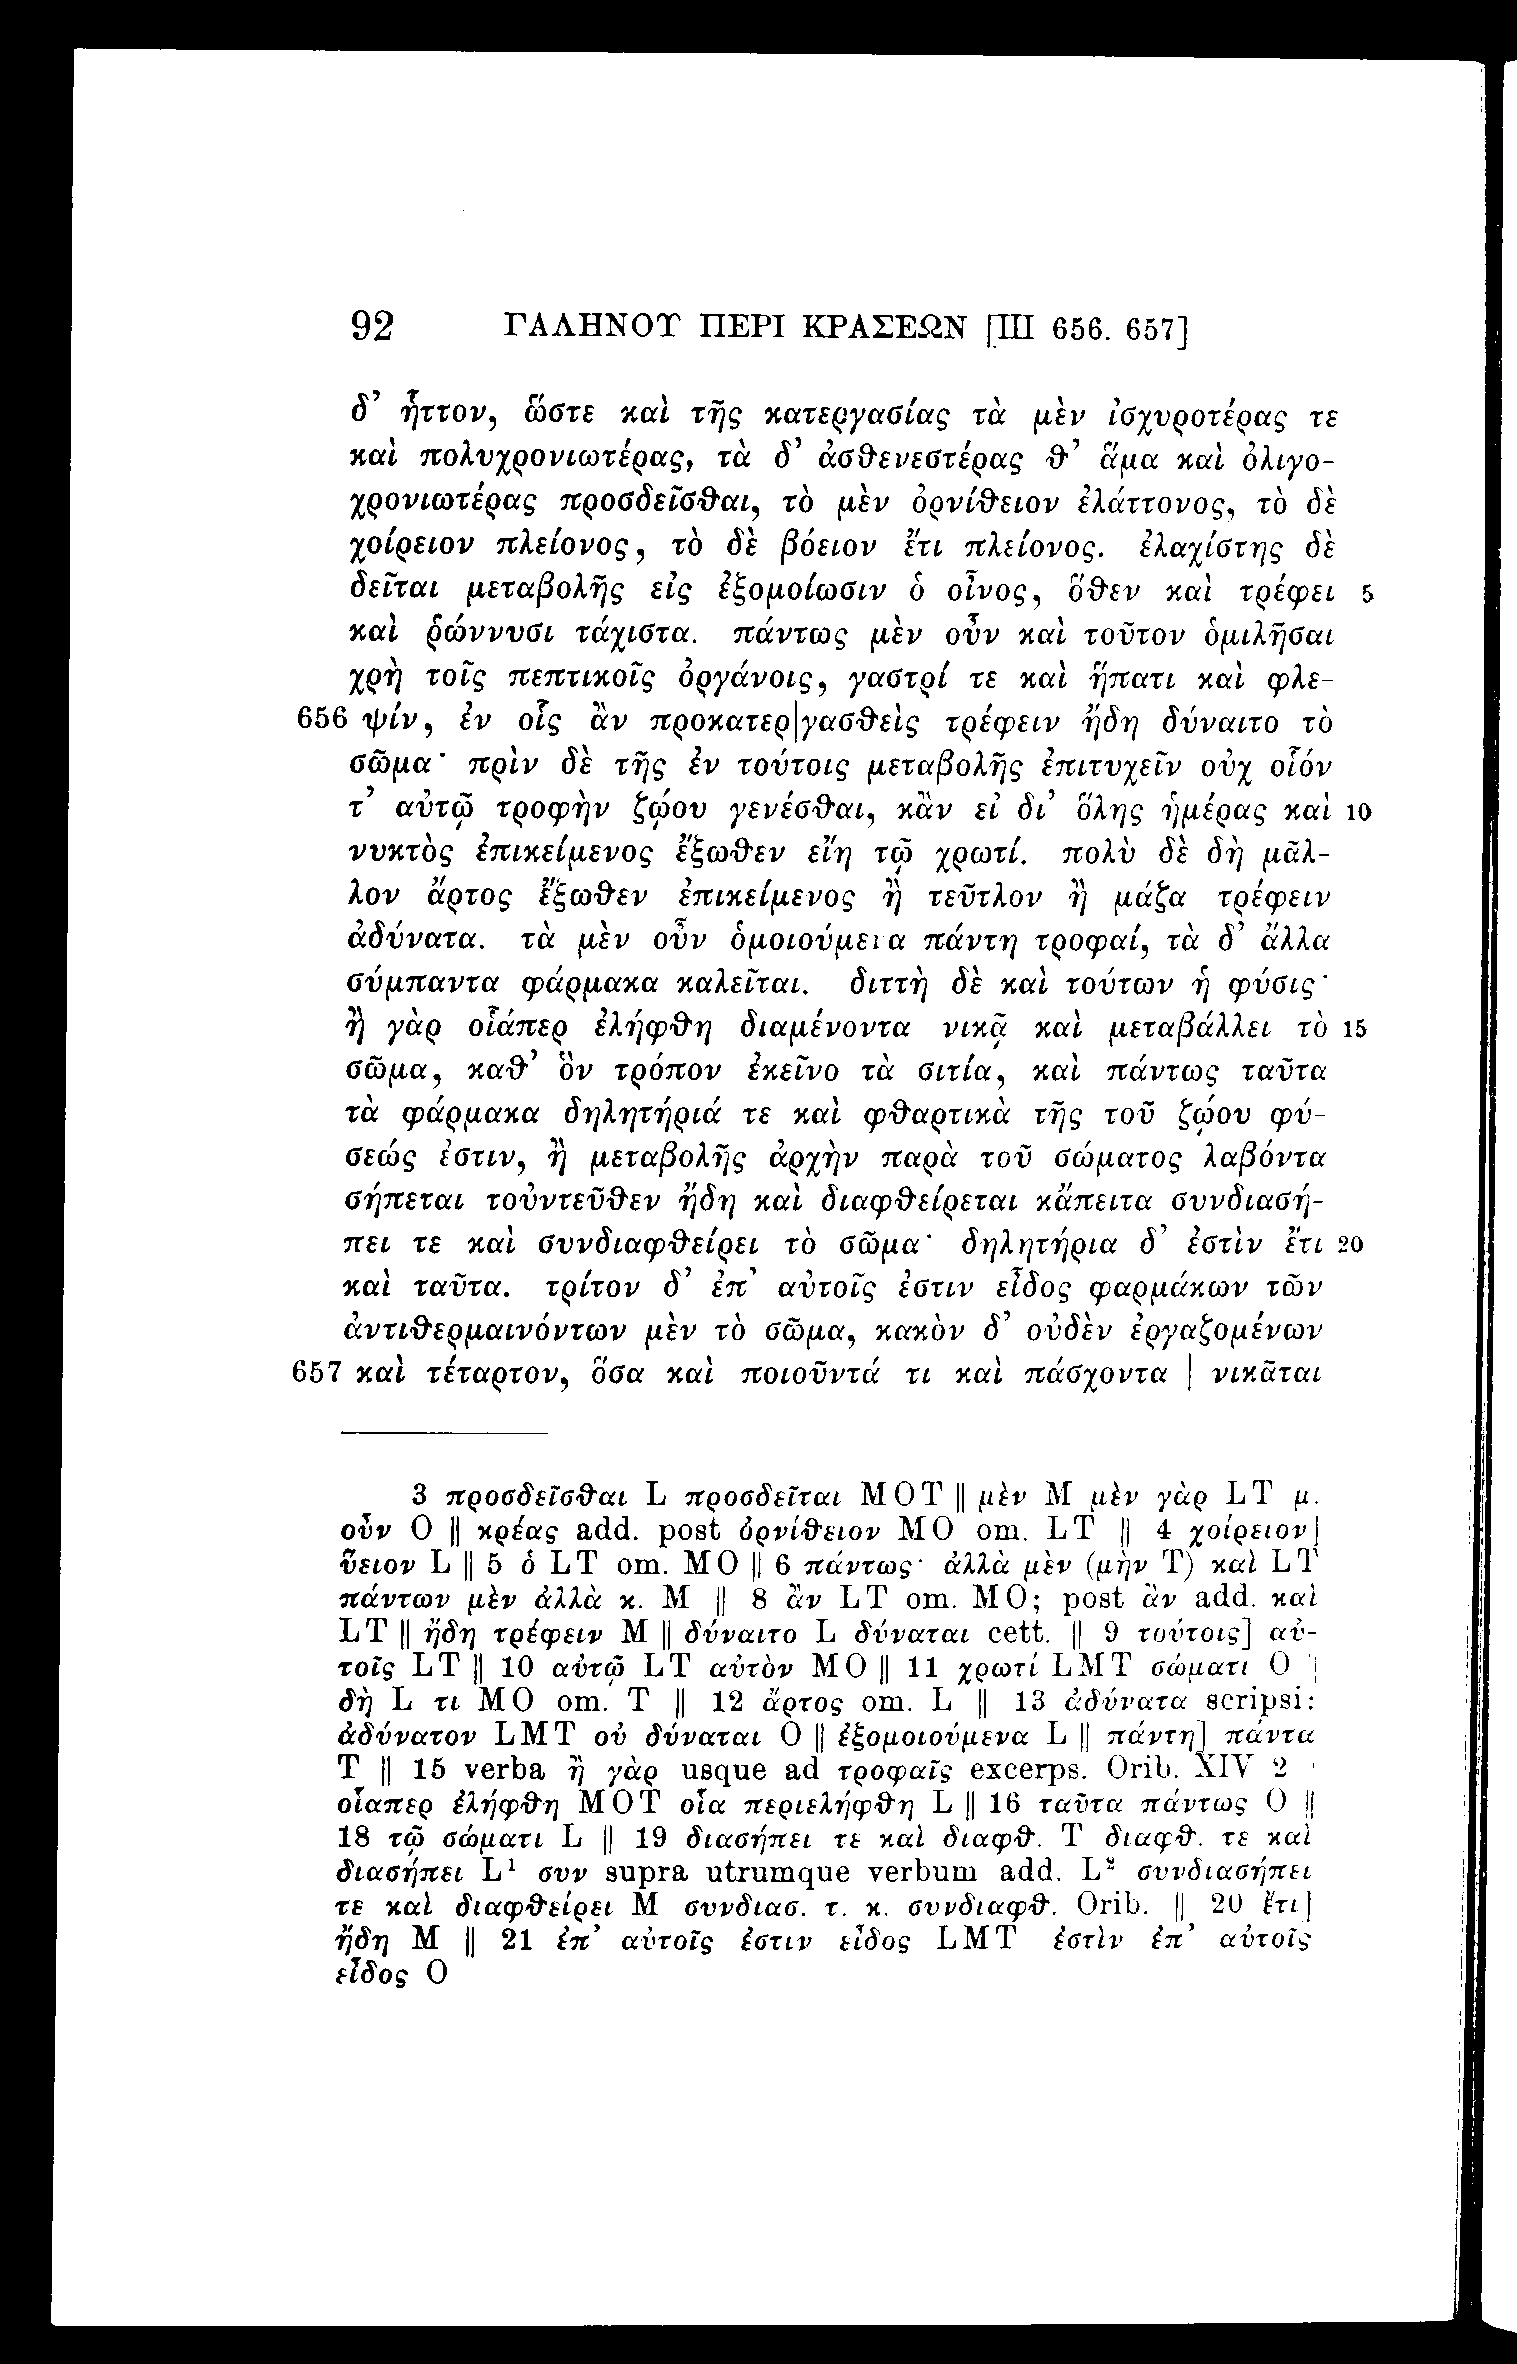 92 ΓΑΛΗΝΟΥ ΠΕΡΙ ΚΡΑΣΕΩΝ [III 656. 657]
δ’ ἧττον, ὥστε καὶ τῆς κατεργασίας τὰ μὲν ἰσχυροτέρας τε
καὶ πολυχρονιωτέρας, τὰ δ’ ἀσθενεστέρας θ’ ἅμα καὶ ὀλιγο-
χρονιωτέρας προσδεῖσθαι, τὸ μὲν ὀρνίθειον ἐλάττονος, τὸ δὲ
χοίρειον πλείονος, τὸ δὲ βόειον ἔτι πλείονος. ἐλαχίστης δὲ
δεῖται μεταβολῆς εἰς ἐξομοίωσιν ὁ οἶνος, ὅθεν καὶ τρέφει 5
καὶ ῥώννυσι τάχιστα. πάντως μὲν οὖν καὶ τοῦτον ὁμιλῆσαι
χρὴ τοῖς πεπτικοῖς ὀργάνοις, γαστρί τε καὶ ἥπατι καὶ φλε-
656 ψίν, ἐν οἷς ἂν προκατερ|γασθεὶς τρέφειν ἤδη δύναιτο τὸ
σῶμα· πρὶν δὲ τῆς ἐν τούτοις μεταβολῆς ἐπιτυχεῖν οὐχ οἷόν
τ’ αὐτῷ τροφὴν ζῴου γενέσθαι, κἂν εἰ δι’ ὅλης ἡμέρας καὶ 10
νυκτὸς ἐπικείμενος ἔξωθεν εἴη τῷ χρωτί. πολὺ δὲ δὴ μᾶλ-
λον ἄρτος ἔξωθεν ἐπικείμενος ἢ τεῦτλον ἢ μάζα τρέφειν
ἀδύνατα. τὰ μὲν οὖν ὁμοιούμενα πάντη τροφαί, τὰ δ’ ἄλλα
σύμπαντα φάρμακα καλεῖται. διττὴ δὲ καὶ τούτων ἡ φύσις·
ἢ γὰρ οἷάπερ ἐλήφθη διαμένοντα νικᾷ καὶ μεταβάλλει τὸ 15
σῶμα, καθ’ ὃν τρόπον ἐκεῖνο τὰ σιτία, καὶ πάντως ταῦτα
τὰ φάρμακα δηλητήριά τε καὶ φθαρτικὰ τῆς τοῦ ζῴου φύ-
σεώς ἐστιν, ἢ μεταβολῆς ἀρχὴν παρὰ τοῦ σώματος λαβόντα
σήπεται τοὐντεῦθεν ἤδη καὶ διαφθείρεται κἄπειτα συνδιασή-
πει τε καὶ συνδιαφθείρει τὸ σῶμα· δηλητήρια δ’ ἐστὶν ἔτι 20
καὶ ταῦτα. τρίτον δ’ ἐπ’ αὐτοῖς ἐστιν εἶδος φαρμάκων τῶν
ἀντιθερμαινόντων μὲν τὸ σῶμα, κακὸν δ’ οὐδὲν ἐργαζομένων
657 καὶ τέταρτον, ὅσα καὶ ποιοῦντά τι καὶ πάσχοντα | νικᾶται
3 προσδεῖσθαι L προσδεῖται MOT || μὲν M μὲν γὰρ LT μ.
οὖν O || κρέας add. post ὀρνίθειον MO om. LT || 4 χοίρειον]
ὕειον L || 5 ὁ LT om. MO || 6 πάντως· ἀλλὰ μὲν (μὴν T) καὶ LT
πάντων μὲν ἀλλὰ κ. M || 8 ἂν LT om. MO; post ἂν add. καὶ
LT || ἤδη τρέφειν M || δύναιτο L δύναται cett. || 9 τούτοις] αὐ-
τοῖς LT || 10 αὐτῷ LT αὐτὸν MO || 11 χρωτί LMT σώματι O |
δὴ L τι MO om. T || 12 ἄρτος om. L || 13 ἀδύνατα scripsi:
ἀδύνατον LMT οὐ δύναται O || ἐξομοιούμενα L || πάντη] πάντα
T || 15 verba ἢ γὰρ usque ad τροφαῖς excerps. Orib. XIV 2
οἷαπερ ἐλήφθη MOT οἷα περιελήφθη L || 16 ταῦτα πάντως O ||
18 τῷ σώματι L || 19 διασήπει τε καὶ διαφθ. T διαφθ. τε καὶ
διασήπει L¹ συν supra utrumque verbum add. L² συνδιασήπει
τε καὶ διαφθείρει M συνδιασ. τ. κ. συνδιαφθ. Orib. || 20 ἔτι]
ἤδη M || 21 ἐπ’ αὐτοῖς ἐστιν εἶδος LMT ἐστὶν ἐπ’ αὐτοῖς
εἶδος O